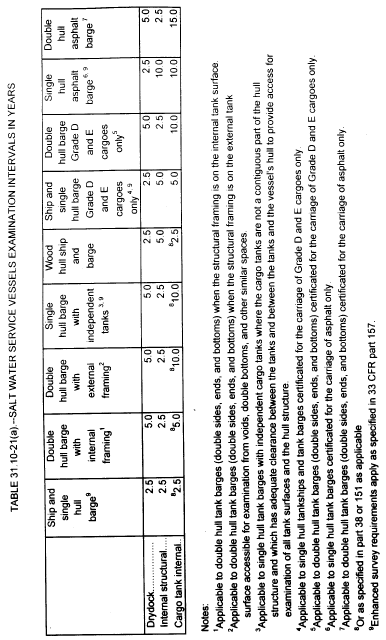 TABLE 31.10-21(a).–SALT WATER SERVICE VESSELS EXAMINATION INTERVALS IN YEARS
Ship and single hull barge9 | Double hull barge with internal framing1 | Double hull barge with external framing2 | Single hull barge with independent tanks 3, 9 | Wood hull ship and barge | Ship and single hull barge Grade D and E cargoes only 4 9 | Double hull barge Grade D and E cargoes only5 | Single hull asphalt barge6, 9 | Double hull asphalt barge7
Drydock........... 2.5 5.0 5.0 5.0 2.5 2.5 5.0 2.5 5.0
Internal structural.. 2.5 2.5 2.5 2.5 5.0 5.0 2.5 10.0 2.5
Cargo tank internal. 82.5 85.0 810.0 810.0 82.5 5.0 10.0 10.0 15.0
Notes:
1Applicable to double hull tank barges (double sides, ends, and bottoms) when the structural framing is on the internal tank surface.
2Applicable to double hull tank barges (double sides, ends, and bottoms) when the structural framing is on the external tank
surface accessible for examination from voids, double bottoms, and other similar spaces.
3Applicable to single hull tank barges with independent cargo tanks where the cargo tanks are not a contiguous part of the hull
structure and which has adequate clearance between the tanks and between the tanks and the vessel's hull to provide access for
examination of all tank surfaces and the hull structure.
4Applicable to single hull tankships and tank barges certificated for the carriage of Grade D and E cargoes only.
5Applicable to double hull tank barges (double sides, ends, and bottoms) certificated for the carriage of Grade D and E cargoes only.
6Applicable to single hull tank barges certificated for the carriage of asphalt only.
7Applicable to double hull tank barges (double sides, ends, and bottoms) certificated for the carriage of asphalt only.
8Or as specified in part 38 or 151 as applicable
9Enhanced survey requirements apply as specified in 33 CFR part 157.